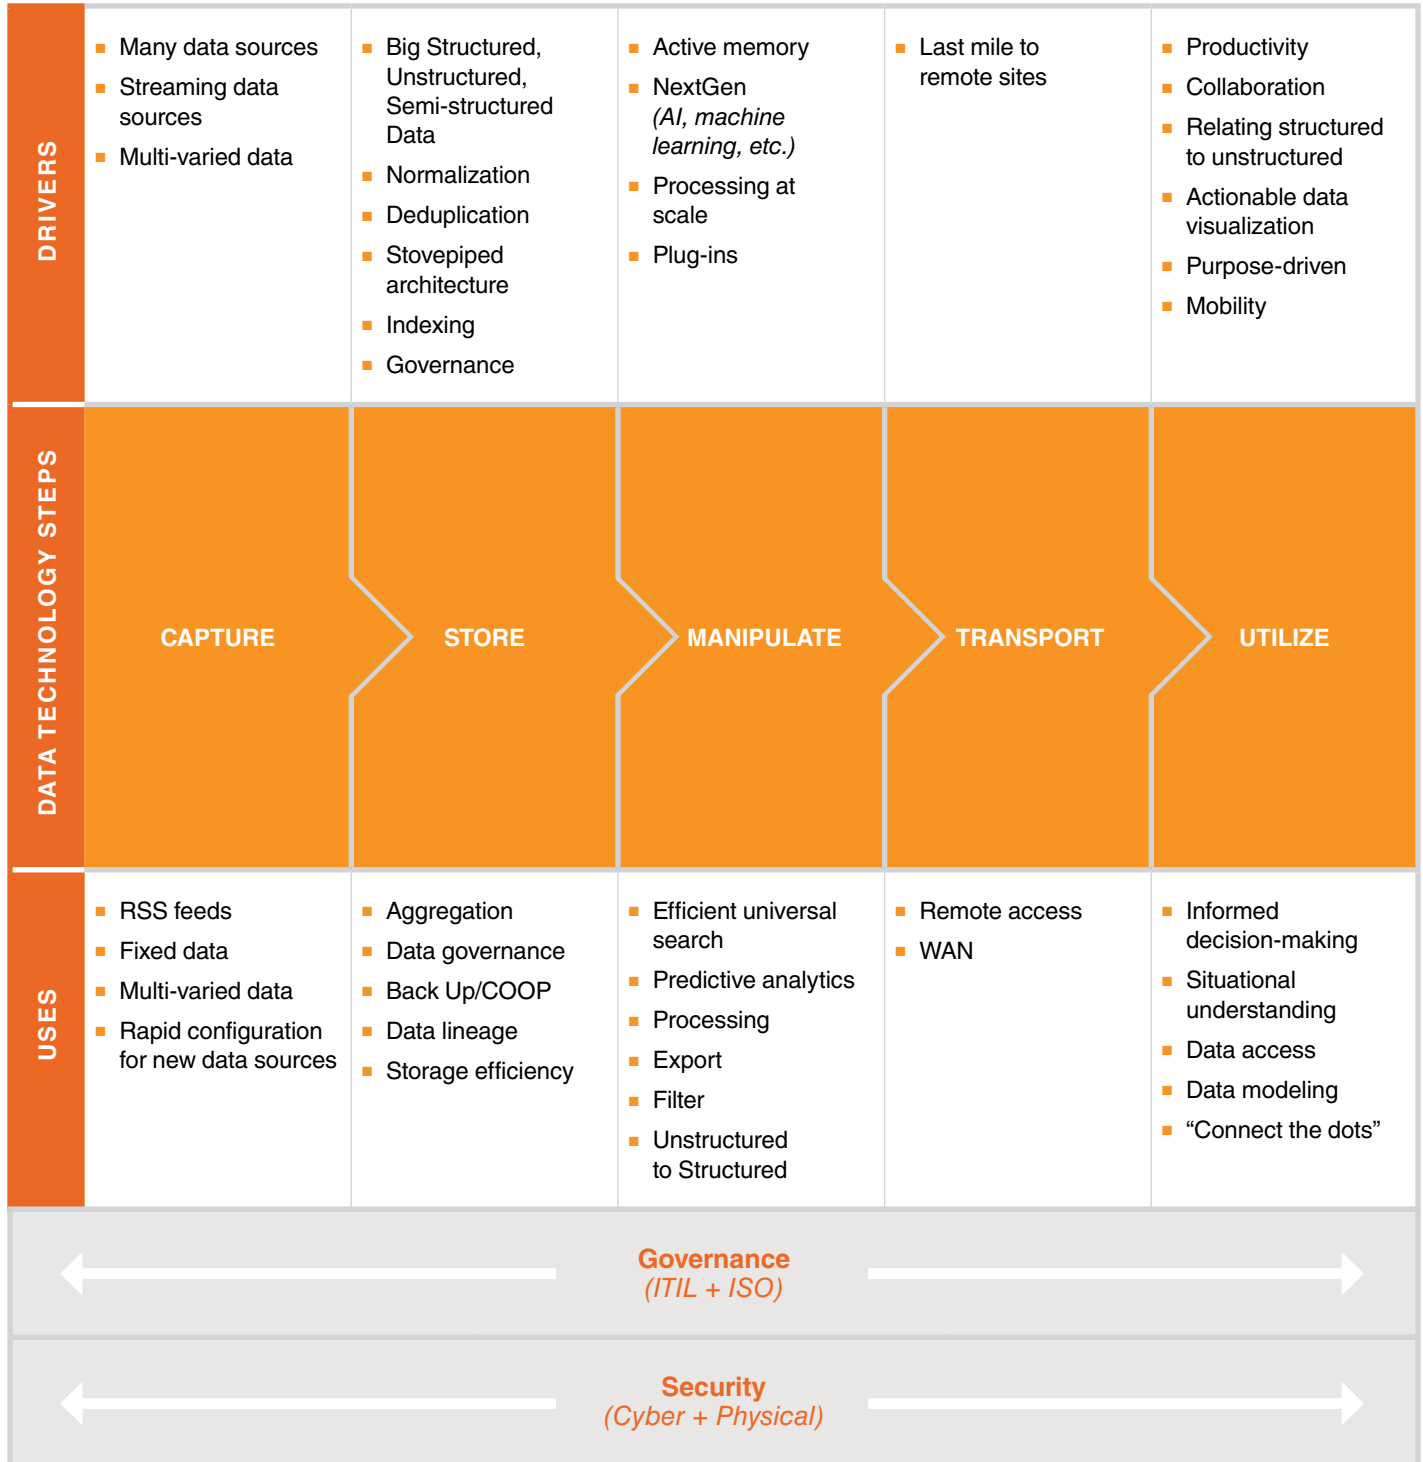 DRIVERS
Many data sources
Streaming data
sources
Multi-varied data
Big Structured,
Unstructured,
Semi-structured
Data
Normalization
Deduplication
Stovepiped
architecture
Indexing
Governance
Active memory
NextGen
(AI, machine
learning, etc.)
Processing at
scale
Plug-ins
Last mile to
remote sites
Productivity
Collaboration
Relating structured
to unstructured
Actionable data
visualization
Purpose-driven
Mobility
DATA TECHNOLOGY STEPS
CAPTURE
STORE
MANIPULATE
TRANSPORT
UTILIZE
USES
RSS feeds
Fixed data
Multi-varied data
Rapid configuration
for new data sources
Aggregation
Data governance
Back Up/COOP
Data lineage
Storage efficiency
Efficient universal
search
Predictive analytics
Processing
Export
Filter
Unstructured
to Structured
Remote access
WAN
Informed
decision-making
Situational
understanding
Data access
Data modeling
“Connect the dots”
Governance
(ITIL + ISO)
Security
(Cyber + Physical)